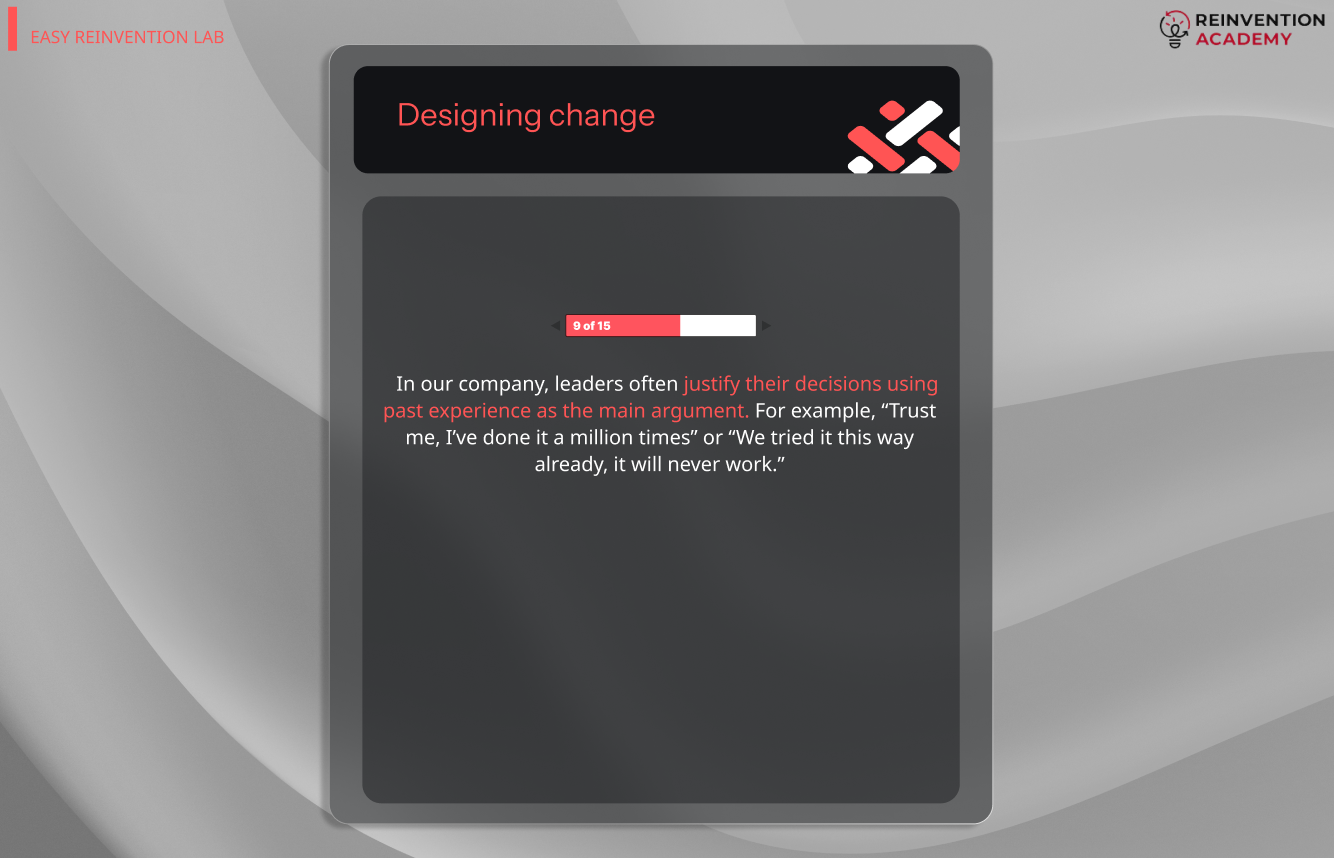 EASY REINVENTION LAB
REINVENTION
ACADEMY
Designing change
9 of 15
In our company, leaders often justify their decisions using
past experience as the main argument. For example, “Trust
me, I’ve done it a million times” or “We tried it this way
already, it will never work.”